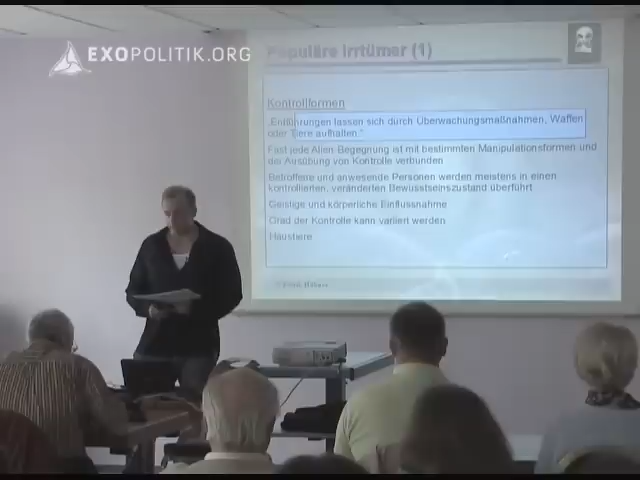 EXOPOLITIK.ORG
Populäre Irrtümer (1)
Kontrollformen
„Entführungen lassen sich durch Überwachungsmaßnahmen, Waffen
oder Tiere aufhalten."
Fast jede Alien Begegnung ist mit bestimmten Manipulationsformen und
der Ausübung von Kontrolle verbunden
Betroffene und anwesende Personen werden meistens in einen
kontrollierten, veränderten Bewusstseinszustand überführt
Geistige und körperliche Einflussnahme
Grad der Kontrolle kann variiert werden
Haustiere